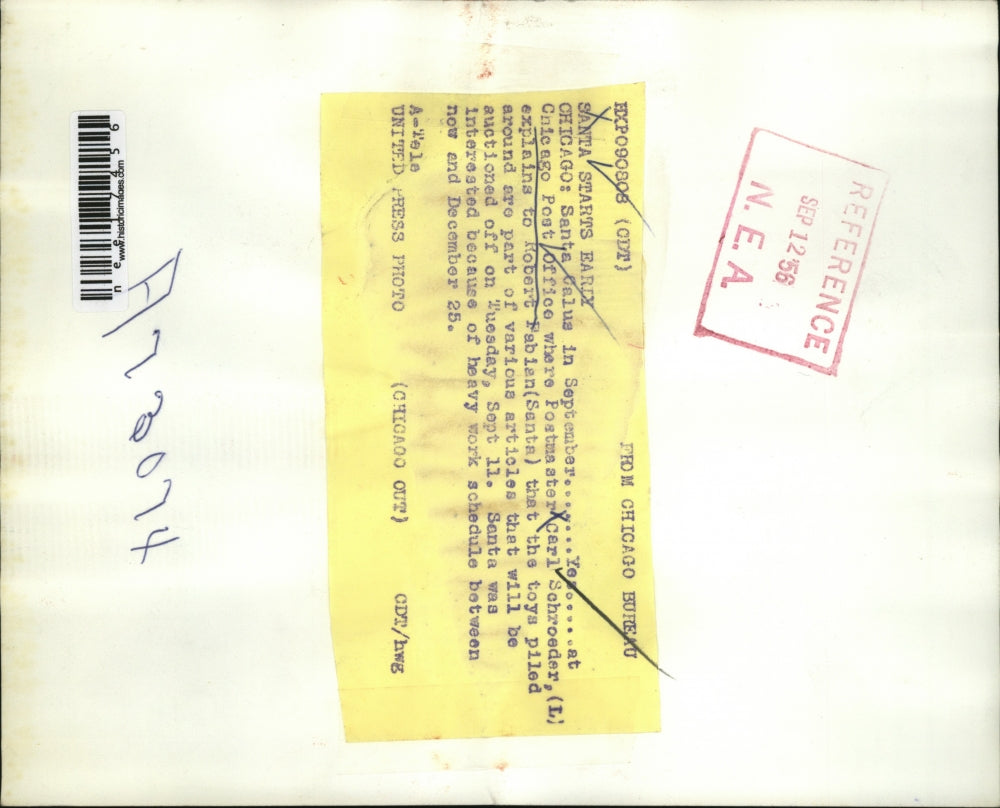 HXP090808 (CDT) FROM CHICAGO BUREAU
SANTA STARTS EARLY
CHICAGO: Santa Calus in September........Yes......at
Chicago Post Office where Postmaster Carl Schroeder,(L)
explains to Robert Fabian(Santa) that the toys piled
around are part of various articles that will be
auctioned off on Tuesday, Sept 11. Santa was
interested because of heavy work schedule between
now and December 25.
A-Tele
UNITED PRESS PHOTO (CHICAGO OUT) CDT/hwg
REFERENCE
SEP 12 '56
N.E.A.
www.historicimages.com